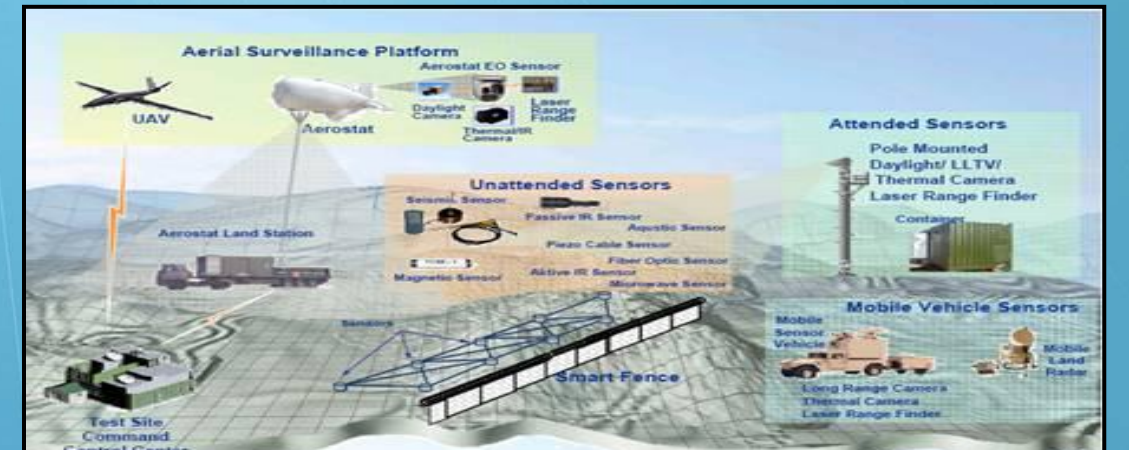 Aerial Surveillance Platform
Aerostat EO Sensor
UAV
Aerostat
Daylight
Camera
Thermal/IR
Camera
Laser
Range
Finder
Attended Sensors
Pole Mounted
Daylight/ LLTV/
Thermal Camera
Laser Range Finder
Container
Unattended Sensors
Seismic Sensor
Passive IR Sensor
Aqustic Sensor
Piezo Cable Sensor
Fiber Optic Sensor
Magnetic Sensor
Aktive IR Sensor
Microwave Sensor
Aerostat Land Station
Sensors
Smart Fence
Mobile Vehicle Sensors
Mobile
Sensor
Vehicle
Mobile
Land
Radar
Long Range Camera
Thermal Camera
Laser Range Finder
Test Site
Command
Control Center